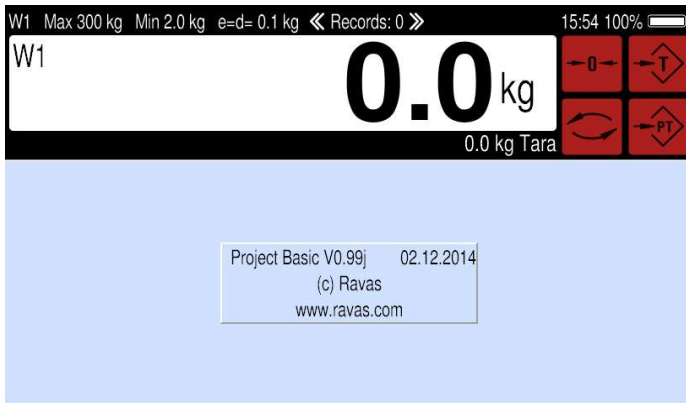 W1 Max 300 kg Min 2.0 kg e=d= 0.1 kg ≪ Records: 0 ≫ 15:54 100%
W1
0.0 kg
→0←
→T
→PT
0.0 kg Tara
Project Basic V0.99j 02.12.2014
(c) Ravas
www.ravas.com